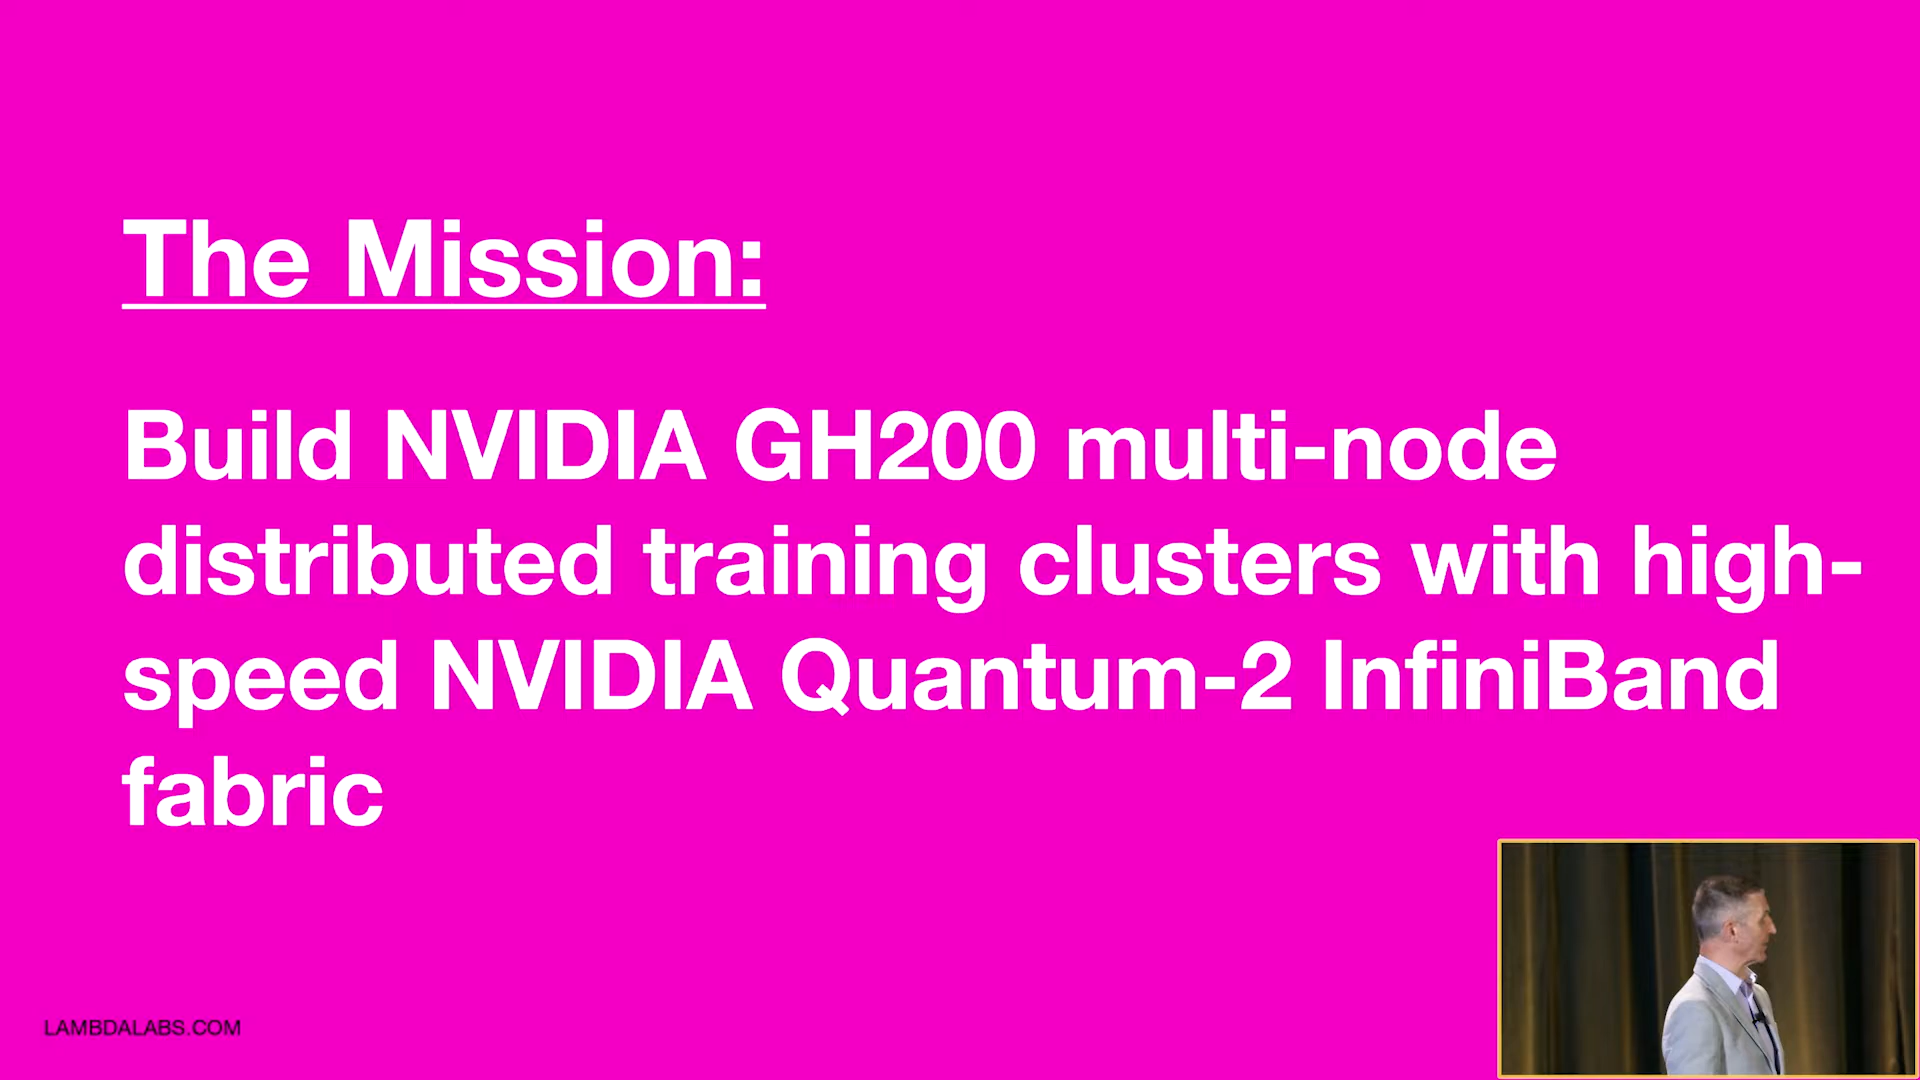 The Mission:
Build NVIDIA GH200 multi-node
distributed training clusters with high-
speed NVIDIA Quantum-2 InfiniBand
fabric
LAMBDALABS.COM